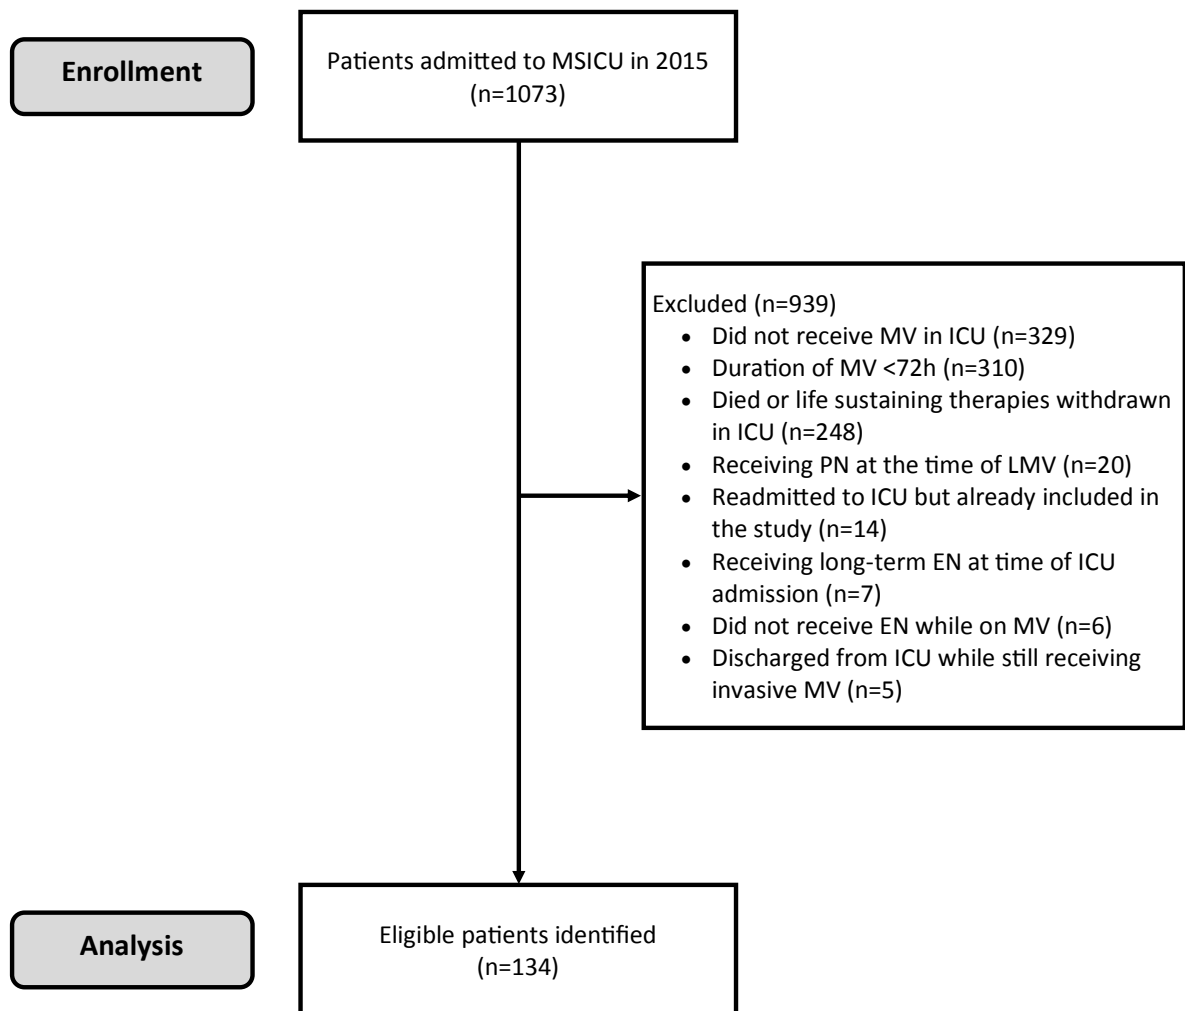 Enrollment
Patients admitted to MSICU in 2015
(n=1073)
Excluded (n=939)
• Did not receive MV in ICU (n=329)
• Duration of MV <72h (n=310)
• Died or life sustaining therapies withdrawn
in ICU (n=248)
• Receiving PN at the time of LMV (n=20)
• Readmitted to ICU but already included in
the study (n=14)
• Receiving long-term EN at time of ICU
admission (n=7)
• Did not receive EN while on MV (n=6)
• Discharged from ICU while still receiving
invasive MV (n=5)
Analysis
Eligible patients identified
(n=134)